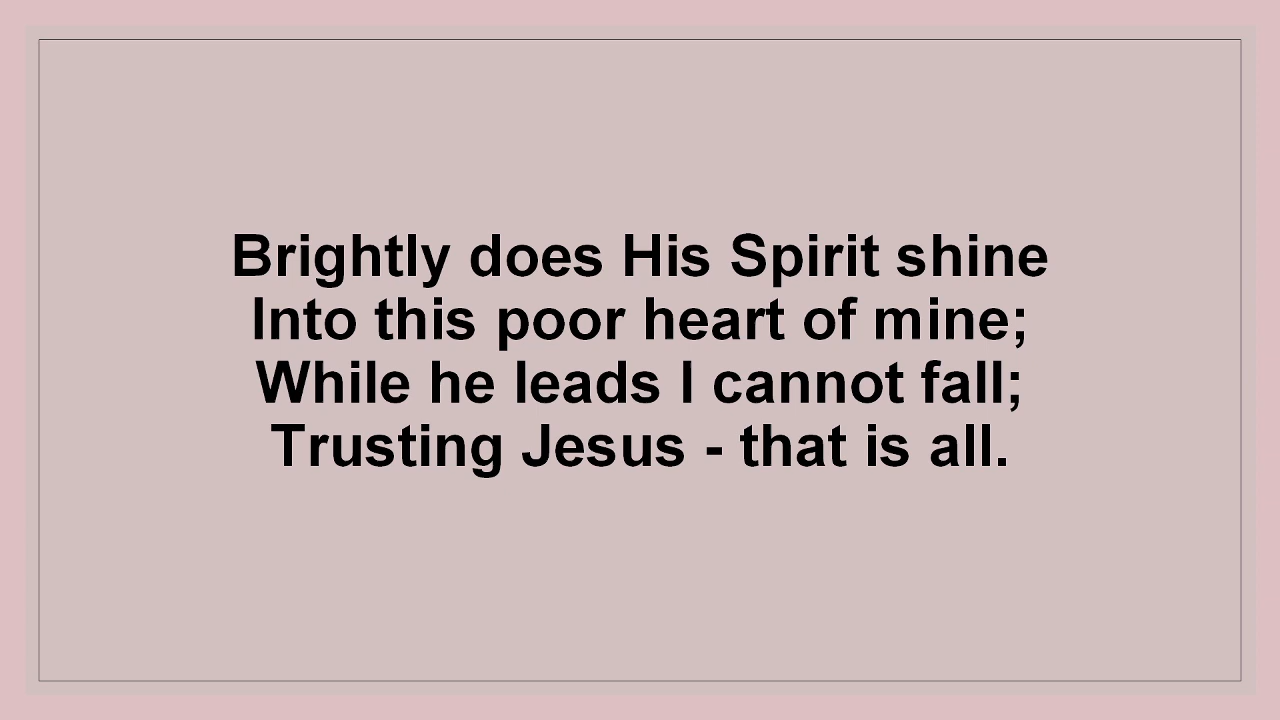 Brightly does His Spirit shine
Into this poor heart of mine;
While he leads I cannot fall;
Trusting Jesus - that is all.